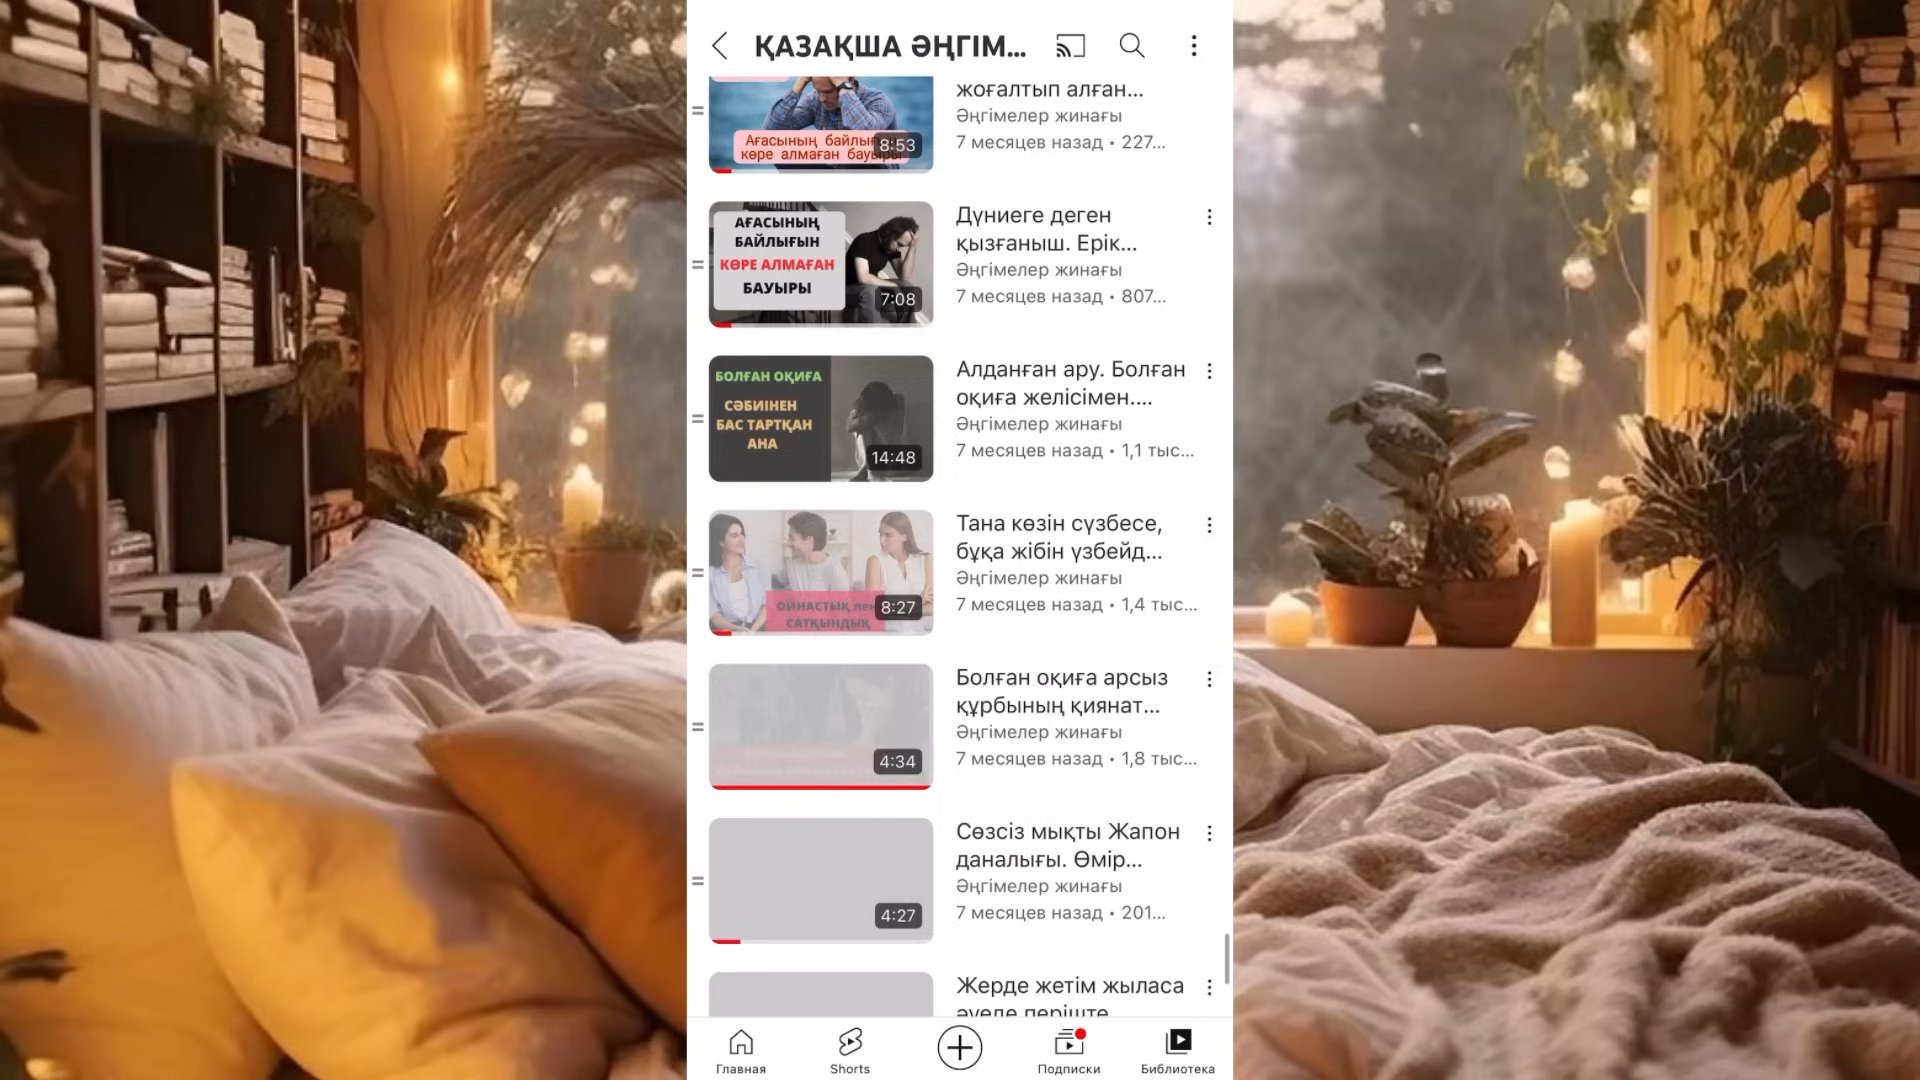 ҚАЗАҚША ӘҢГІМ...
жоғалтып алған...
Әңгімелер жинағы
7 месяцев назад • 227...
Ағасының байлығ
көре алмаған бауыры
8:53
Дүниеге деген
қызғаныш. Ерік...
Әңгімелер жинағы
7 месяцев назад • 807...
АҒАСЫНЫҢ
БАЙЛЫҒЫН
КӨРЕ АЛМАҒАН
БАУЫРЫ
7:08
Алданған ару. Болған
оқиға желісімен....
Әңгімелер жинағы
7 месяцев назад • 1,1 тыс...
БОЛҒАН ОҚИҒА
СӘБИІНЕН
БАС ТАРТҚАН
АНА
14:48
Тана көзін сүзбесе,
бұқа жібін үзбейд...
Әңгімелер жинағы
7 месяцев назад • 1,4 тыс...
ОЙНАСТЫҚ пен
САТҚЫНДЫҚ
8:27
Болған оқиға арсыз
құрбының қиянат...
Әңгімелер жинағы
7 месяцев назад • 1,8 тыс...
4:34
Сөзсіз мықты Жапон
даналығы. Өмір...
Әңгімелер жинағы
7 месяцев назад • 201...
4:27
Жерде жетім жыласа
әуеде періште
Главная
Shorts
Подписки
Библиотека